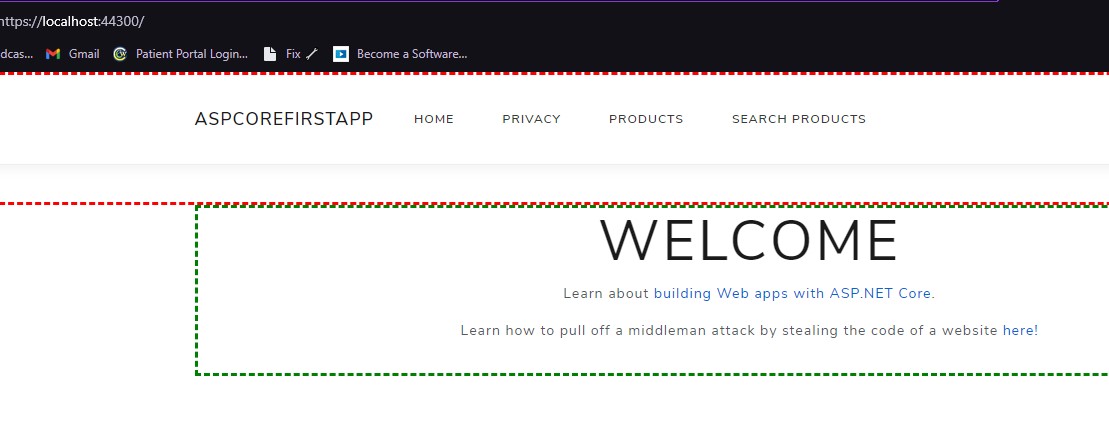 https://localhost:44300/
dcas... Gmail Patient Portal Login... Fix Become a Software...
ASPCOREFIRSTAPP HOME PRIVACY PRODUCTS SEARCH PRODUCTS
WELCOME
Learn about building Web apps with ASP.NET Core.
Learn how to pull off a middleman attack by stealing the code of a website here!